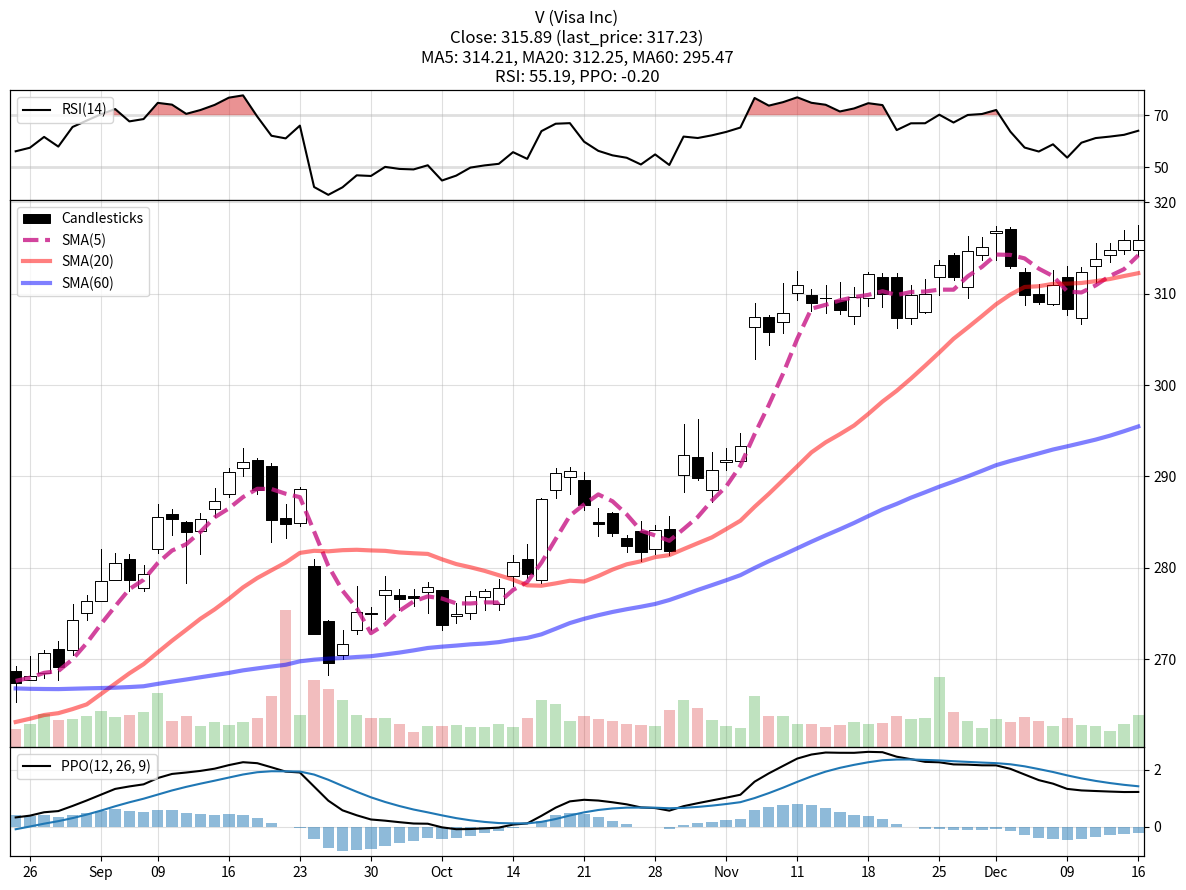 V (Visa Inc)
Close: 315.89 (last_price: 317.23)
MA5: 314.21, MA20: 312.25, MA60: 295.47
RSI: 55.19, PPO: -0.20
RSI(14)
70
50
320
310
300
290
280
270
Candlesticks
SMA(5)
SMA(20)
SMA(60)
PPO(12, 26, 9)
2
0
26 Sep 09 16 23 30 Oct 14 21 28 Nov 11 18 25 Dec 09 16